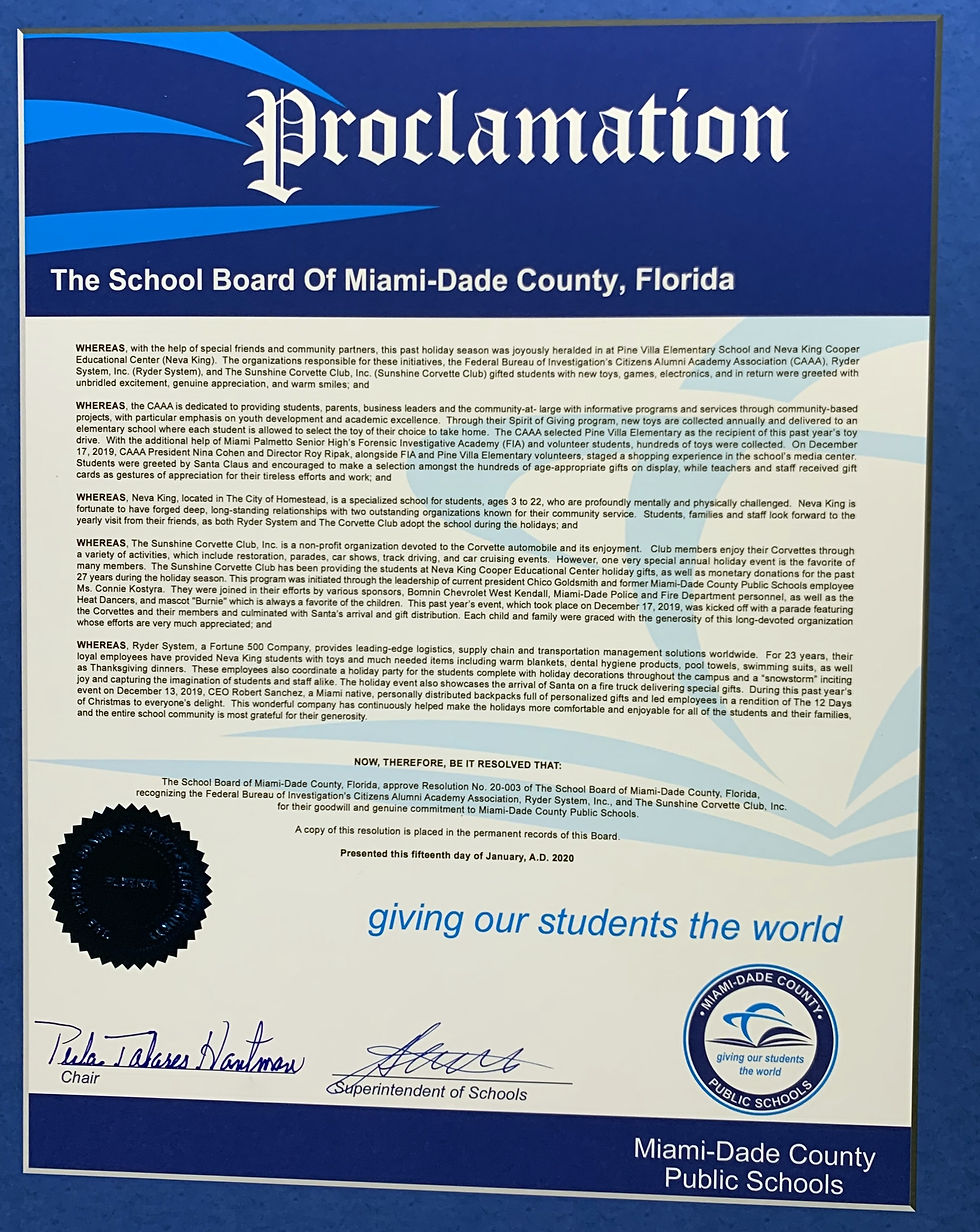 Proclamation
The School Board Of Miami-Dade County, Florida
WHEREAS, with the help of special friends and community partners, this past holiday season was joyously heralded in at Pine Villa Elementary School and Neva King Cooper
Educational Center (Neva King). The organizations responsible for these initiatives, the Federal Bureau of Investigation's Citizens Alumni Academy Association (CAAA), Ryder
System, Inc. (Ryder System), and The Sunshine Corvette Club, Inc. (Sunshine Corvette Club) gifted students with new toys, games, electronics, and in return were greeted with
unbridled excitement, genuine appreciation, and warm smiles; and
WHEREAS, the CAAA is dedicated to providing students, parents, business leaders and the community-at- large with informative programs and services through community-based
projects, with particular emphasis on youth development and academic excellence. Through their Spirit of Giving program, new toys are collected annually and delivered to an
elementary school where each student is allowed to select the toy of their choice to take home. The CAAA selected Pine Villa Elementary as the recipient of this past year's toy
drive. With the additional help of Miami Palmetto Senior High's Forensic Investigative Academy (FIA) and volunteer students, hundreds of toys were collected. On December
17, 2019, CAAA President Nina Cohen and Director Roy Ripak, alongside FIA and Pine Villa Elementary volunteers, staged a shopping experience in the school's media center.
Students were greeted by Santa Claus and encouraged to make a selection amongst the hundreds of age-appropriate gifts on display, while teachers and staff received gift
cards as gestures of appreciation for their tireless efforts and work; and
WHEREAS, Neva King, located in The City of Homestead, is a specialized school for students, ages 3 to 22, who are profoundly mentally and physically challenged. Neva King is
fortunate to have forged deep, long-standing relationships with two outstanding organizations known for their community service. Students, families and staff look forward to the
yearly visit from their friends, as both Ryder System and The Corvette Club adopt the school during the holidays; and
WHEREAS, The Sunshine Corvette Club, Inc. is a non-profit organization devoted to the Corvette automobile and its enjoyment. Club members enjoy their Corvettes through
a variety of activities, which include restoration, parades, car shows, track driving, and car cruising events. However, one very special annual holiday event is the favorite of
many members. The Sunshine Corvette Club has been providing the students at Neva King Cooper Educational Center holiday gifts, as well as monetary donations for the past
27 years during the holiday season. This program was initiated through the leadership of current president Chico Goldsmith and former Miami-Dade County Public Schools employee
Ms. Connie Kostyra. They were joined in their efforts by various sponsors, Bomnin Chevrolet West Kendall, Miami-Dade Police and Fire Department personnel, as well as the
Heat Dancers, and mascot "Burnie" which is always a favorite of the children. This past year's event, which took place on December 17, 2019, was kicked off with a parade featuring
the Corvettes and their members and culminated with Santa's arrival and gift distribution. Each child and family were graced with the generosity of this long-devoted organization
whose efforts are very much appreciated; and
WHEREAS, Ryder System, a Fortune 500 Company, provides leading-edge logistics, supply chain and transportation management solutions worldwide. For 23 years, their
loyal employees have provided Neva King students with toys and much needed items including warm blankets, dental hygiene products, pool towels, swimming suits, as well
as Thanksgiving dinners. These employees also coordinate a holiday party for the students complete with holiday decorations throughout the campus and a “snowstorm” inciting
joy and capturing the imagination of students and staff alike. The holiday event also showcases the arrival of Santa on a fire truck delivering special gifts. During this past year's
event on December 13, 2019, CEO Robert Sanchez, a Miami native, personally distributed backpacks full of personalized gifts and led employees in a rendition of The 12 Days
of Christmas to everyone's delight. This wonderful company has continuously helped make the holidays more comfortable and enjoyable for all of the students and their families,
and the entire school community is most grateful for their generosity.
NOW, THEREFORE, BE IT RESOLVED THAT:
The School Board of Miami-Dade County, Florida, approve Resolution No. 20-003 of The School Board of Miami-Dade County, Florida,
recognizing the Federal Bureau of Investigation's Citizens Alumni Academy Association, Ryder System, Inc., and The Sunshine Corvette Club, Inc.
for their goodwill and genuine commitment to Miami-Dade County Public Schools.
A copy of this resolution is placed in the permanent records of this Board.
Presented this fifteenth day of January, A.D. 2020
FLORIDA
giving our students the world
Perla Tabares Hantman
Chair
Superintendent of Schools
MIAMI-DADE COUNTY
giving our students
the world
PUBLIC SCHOOLS
Miami-Dade County
Public Schools